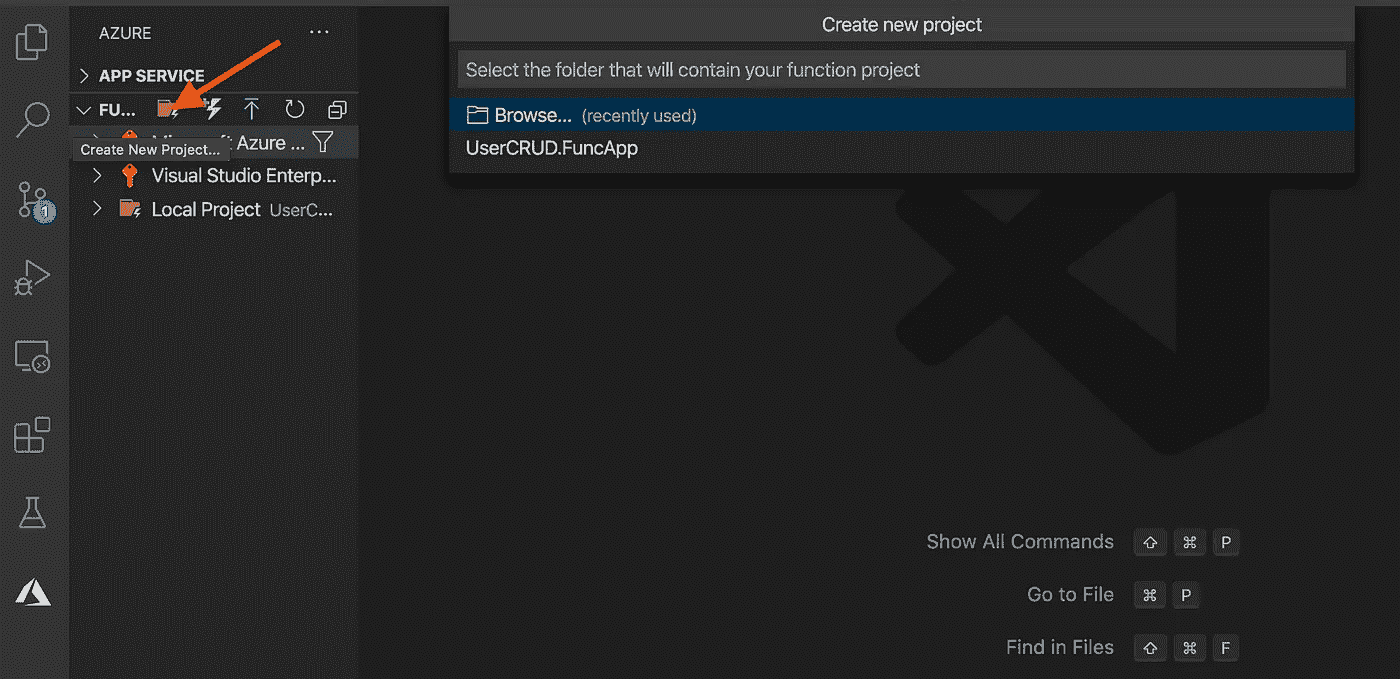 AZURE
APP SERVICE
FU...
Azure ...
Create New Project...
Visual Studio Enterp...
Local Project UserC...
1
Create new project
Select the folder that will contain your function project
Browse... (recently used)
UserCRUD.FuncApp
Show All Commands ⇧ ⌘ P
Go to File ⌘ P
Find in Files ⇧ ⌘ F